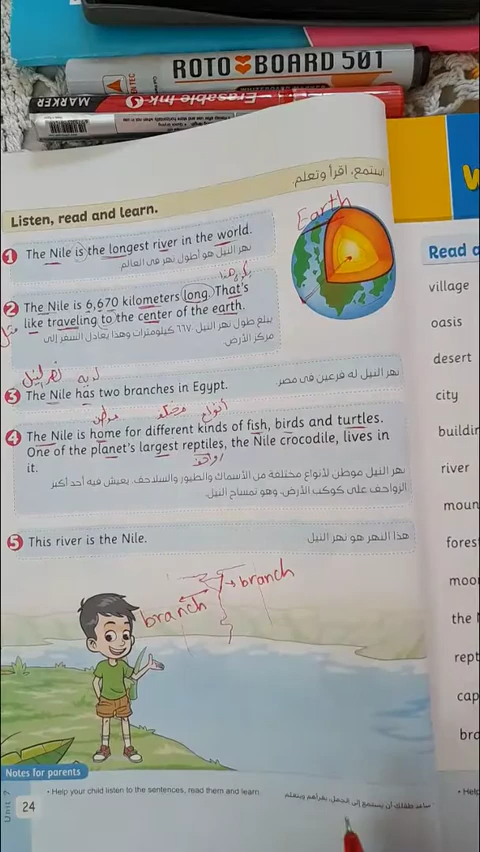 ROTO BOARD 501
MARKER
Erasable Ink
استمع، اقرأ وتعلم.
Listen, read and learn.
Earth
1 The Nile is the longest river in the world.
نهر النيل هو أطول نهر في العالم
2 The Nile is 6,670 kilometers long. That's
like traveling to the center of the earth.
يبلغ طول نهر النيل ٦٦٧٠ كيلومترات وهذا يعادل السفر إلى
مركز الأرض.
3 The Nile has two branches in Egypt.
نهر النيل له فرعين في مصر
أنواع
4 The Nile is home for different kinds of fish, birds and turtles.
One of the planet's largest reptiles, the Nile crocodile, lives in
it.
نهر النيل موطن لأنواع مختلفة من الأسماك والطيور والسلاحف. يعيش فيه أحد أكبر
الزواحف على كوكب الأرض، وهو تمساح النيل.
5 This river is the Nile.
هذا النهر هو نهر النيل
branch
branch
Notes for parents
• Help your child listen to the sentences, read them and learn.
ساعد طفلك أن يستمع إلى الجمل، يقرأهم ويتعلم
Unit 7
24
Read
village
oasis
desert
city
river
the
• Help